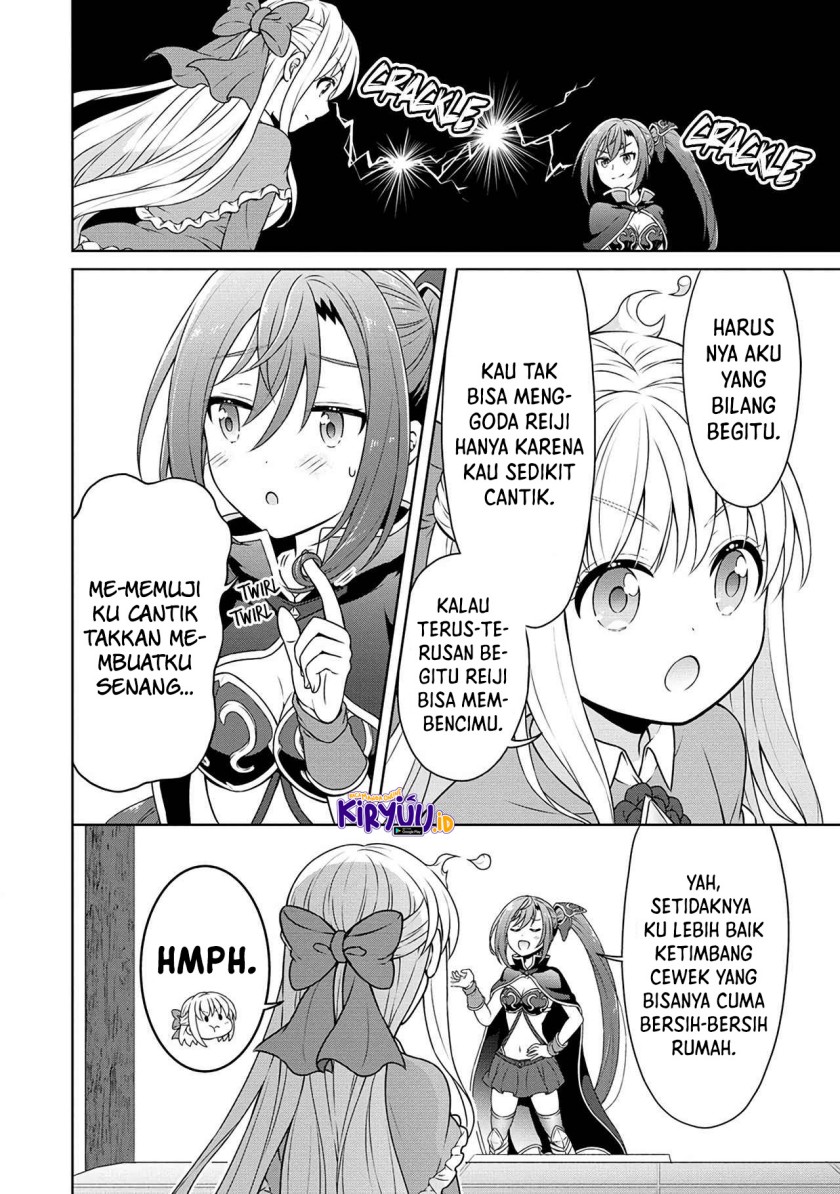 CRACKLE
CRACKLE
CRACKLE
HARUS
NYA AKU
YANG
BILANG
BEGITU.
KAU TAK
BISA MENG-
GODA REIJI
HANYA KARENA
KAU SEDIKIT
CANTIK.
KALAU
TERUS-TE-
RUSAN BE-
GITU REIJI
BISA MEM-
BENCIMU.
TWIRL
TWIRL
ME-MEMUJI
KU CANTIK
TAKKAN ME-
MBUATKU
SENANG...
KIRYUU.ID
YAH,
SETIDAKNYA
KU LEBIH BAIK
KETIMBANG
CEWEK YANG
BISANYA CUMA
BERSIH-BERSIH
RUMAH.
HMPH.